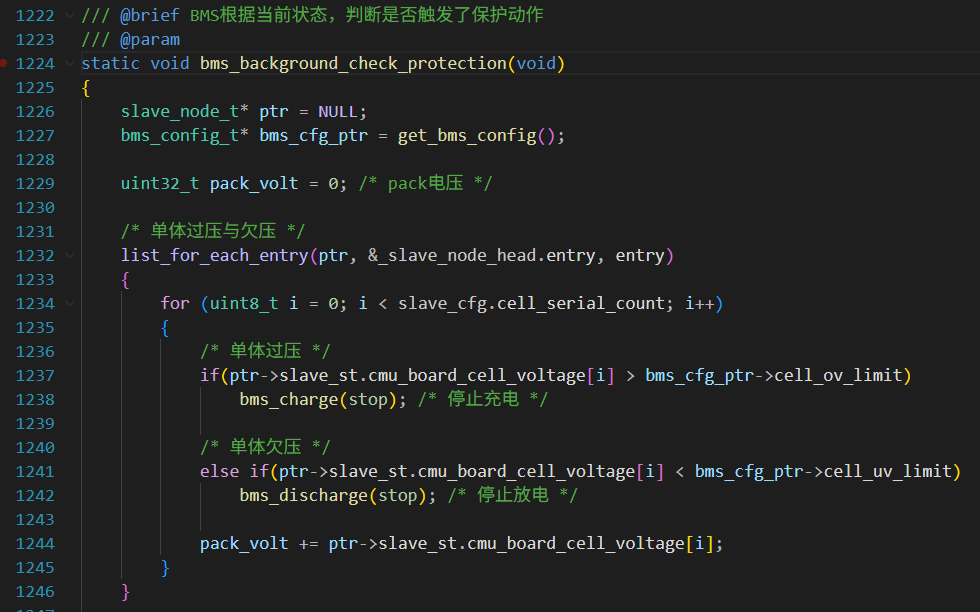 1222 /// @brief BMS根据当前状态，判断是否触发了保护动作
1223 /// @param
1224 static void bms_background_check_protection(void)
1225 {
1226 slave_node_t* ptr = NULL;
1227 bms_config_t* bms_cfg_ptr = get_bms_config();
1228
1229 uint32_t pack_volt = 0; /* pack电压 */
1230
1231 /* 单体过压与欠压 */
1232 list_for_each_entry(ptr, &_slave_node_head.entry, entry)
1233 {
1234 for (uint8_t i = 0; i < slave_cfg.cell_serial_count; i++)
1235 {
1236 /* 单体过压 */
1237 if(ptr->slave_st.cmu_board_cell_voltage[i] > bms_cfg_ptr->cell_ov_limit)
1238 bms_charge(stop); /* 停止充电 */
1239
1240 /* 单体欠压 */
1241 else if(ptr->slave_st.cmu_board_cell_voltage[i] < bms_cfg_ptr->cell_uv_limit)
1242 bms_discharge(stop); /* 停止放电 */
1243
1244 pack_volt += ptr->slave_st.cmu_board_cell_voltage[i];
1245 }
1246 }